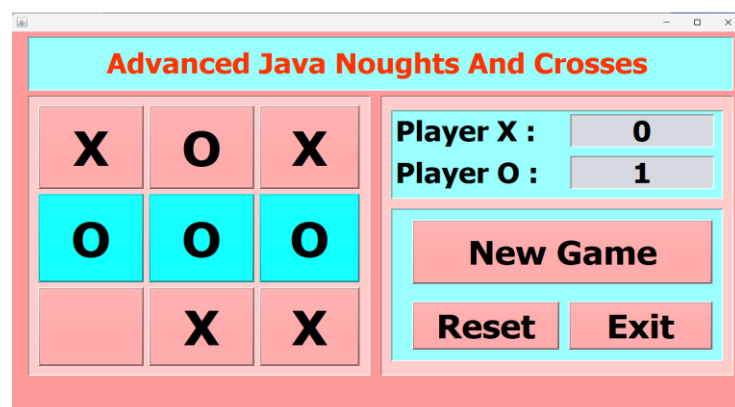 Advanced Java Noughts And Crosses
X O X
O O O
X X
Player X : 0
Player O : 1
New Game
Reset Exit